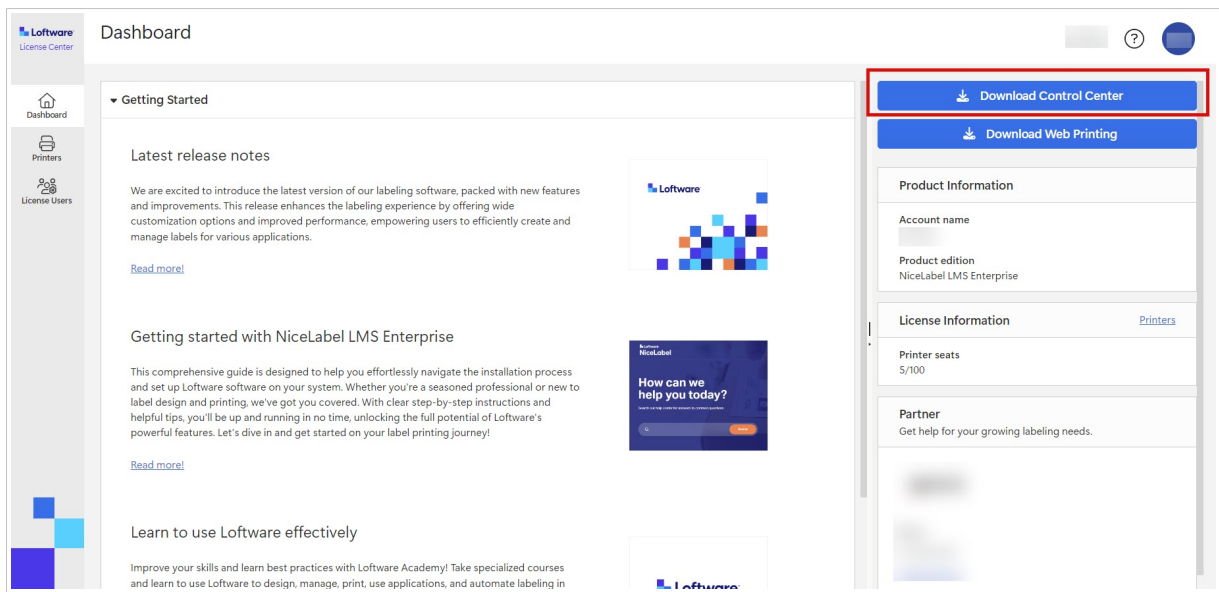 Loftware
License Center
Dashboard
?
Dashboard
Printers
License Users
Getting Started
Latest release notes
We are excited to introduce the latest version of our labeling software, packed with new features
and improvements. This release enhances the labeling experience by offering wide
customization options and improved performance, empowering users to efficiently create and
manage labels for various applications.
Read more!
Loftware
Getting started with NiceLabel LMS Enterprise
This comprehensive guide is designed to help you effortlessly navigate the installation process
and set up Loftware software on your system. Whether you're a seasoned professional or new to
label design and printing, we've got you covered. With clear step-by-step instructions and
helpful tips, you'll be up and running in no time, unlocking the full potential of Loftware's
powerful features. Let's dive in and get started on your label printing journey!
Read more!
NiceLabel
How can we
help you today?
Learn to use Loftware effectively
Improve your skills and learn best practices with Loftware Academy! Take specialized courses
and learn to use Loftware to design, manage, print, use applications, and automate labeling in
Loftware
Download Control Center
Download Web Printing
Product Information
Account name
Product edition
NiceLabel LMS Enterprise
License Information
Printers
Printer seats
5/100
Partner
Get help for your growing labeling needs.